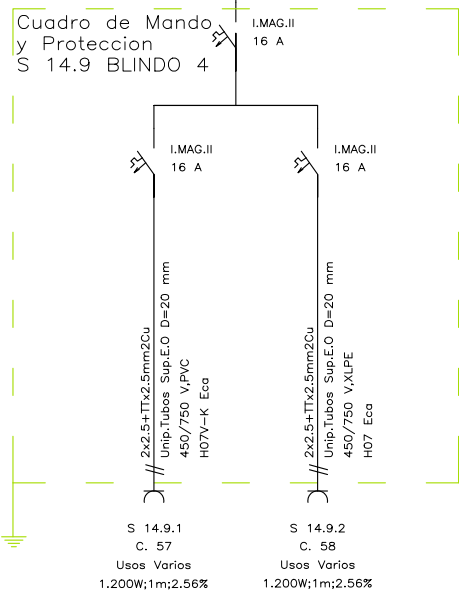 Cuadro de Mando
y Proteccion
S 14.9 BLINDO 4
I.MAG.II
16 A
I.MAG.II
16 A
I.MAG.II
16 A
2x2.5+TTx2.5mm2Cu
Unip.Tubos Sup.E.O D=20 mm
450/750 V,PVC
H07V-K Eca
2x2.5+TTx2.5mm2Cu
Unip.Tubos Sup.E.O D=20 mm
450/750 V,XLPE
H07 Eca
S 14.9.1
C. 57
Usos Varios
1.200W;1m;2.56%
S 14.9.2
C. 58
Usos Varios
1.200W;1m;2.56%